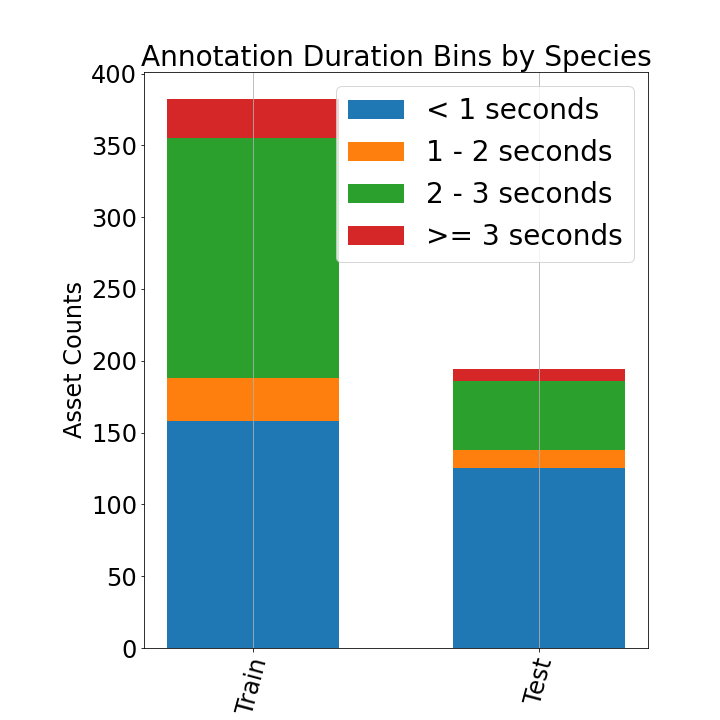 Annotation Duration Bins by Species
400
350
300
250
200
150
100
50
0
Asset Counts
< 1 seconds
1 - 2 seconds
2 - 3 seconds
>= 3 seconds
Train
Test